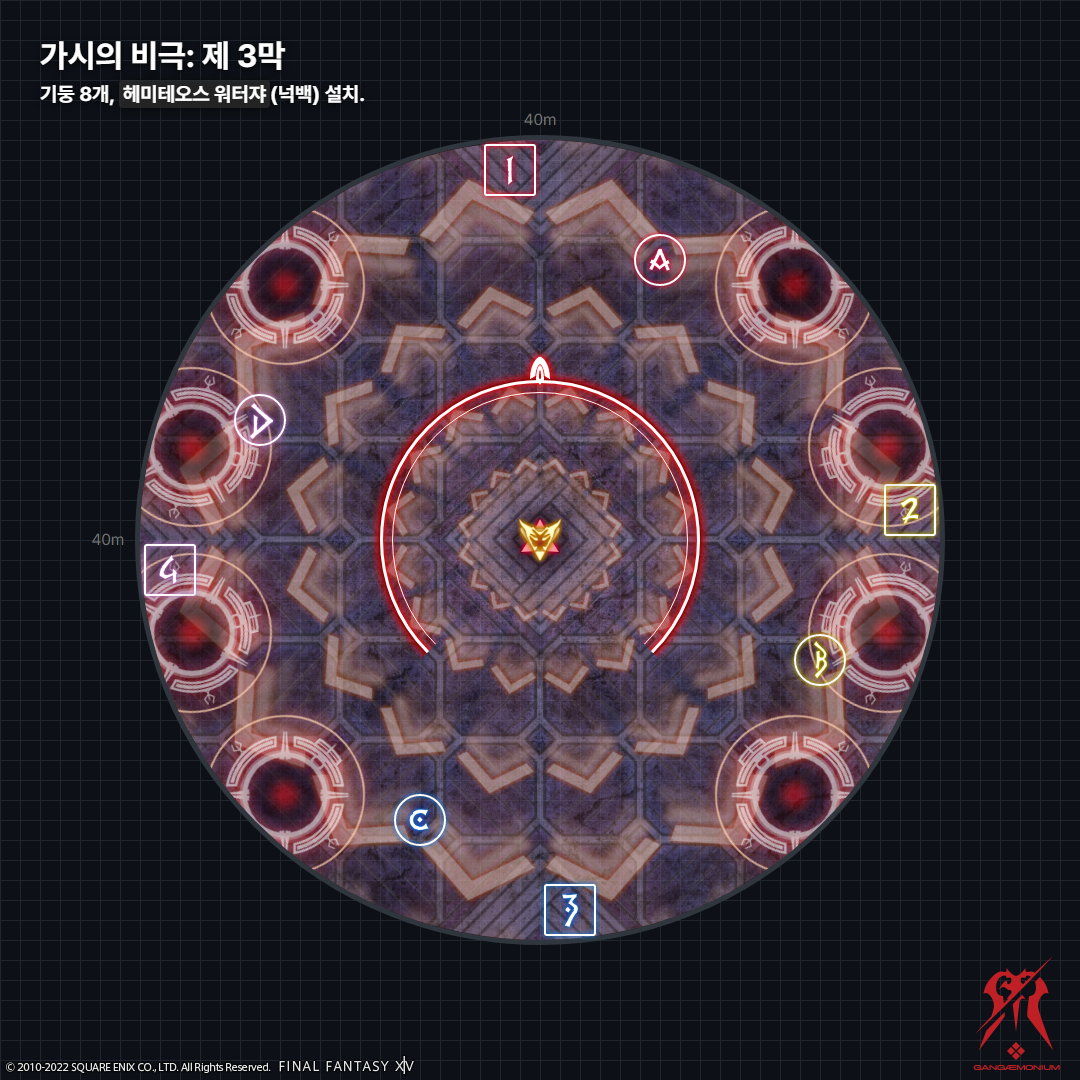 가시의 비극: 제 3막
기둥 8개, 헤미테오스 워터쟈 (넉백) 설치.
40m
1
A
D
40m
2
4
B
C
3
© 2010-2022 SQUARE ENIX CO., LTD. All Rights Reserved. FINAL FANTASY XIV
GANGÆMONIUM